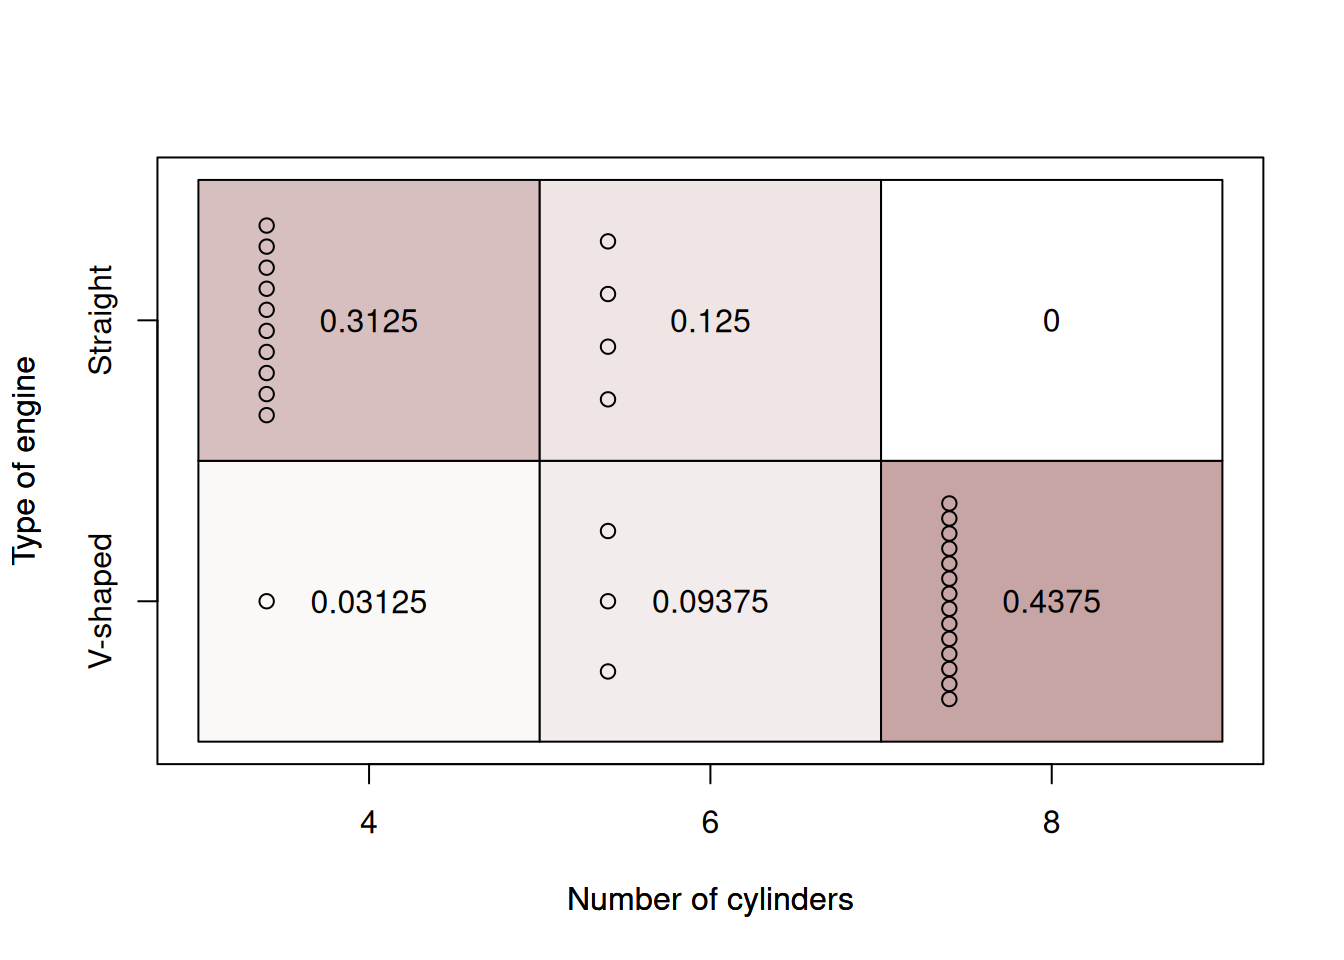 Type of engine
Straight
V-shaped
0.3125
0.125
0
0.03125
0.09375
0.4375
4
6
8
Number of cylinders